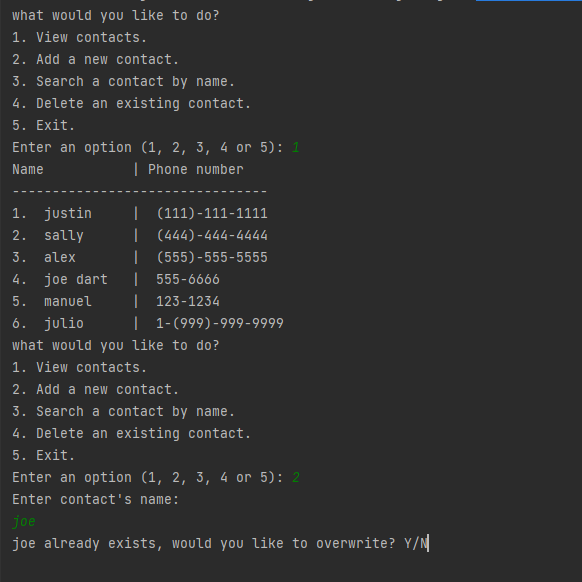 what would you like to do?
1. View contacts.
2. Add a new contact.
3. Search a contact by name.
4. Delete an existing contact.
5. Exit.
Enter an option (1, 2, 3, 4 or 5): 1
Name           | Phone number
--------------------------------
1.  justin     |  (111)-111-1111
2.  sally      |  (444)-444-4444
3.  alex       |  (555)-555-5555
4.  joe dart   |  555-6666
5.  manuel     |  123-1234
6.  julio      |  1-(999)-999-9999
what would you like to do?
1. View contacts.
2. Add a new contact.
3. Search a contact by name.
4. Delete an existing contact.
5. Exit.
Enter an option (1, 2, 3, 4 or 5): 2
Enter contact's name:
joe
joe already exists, would you like to overwrite? Y/N